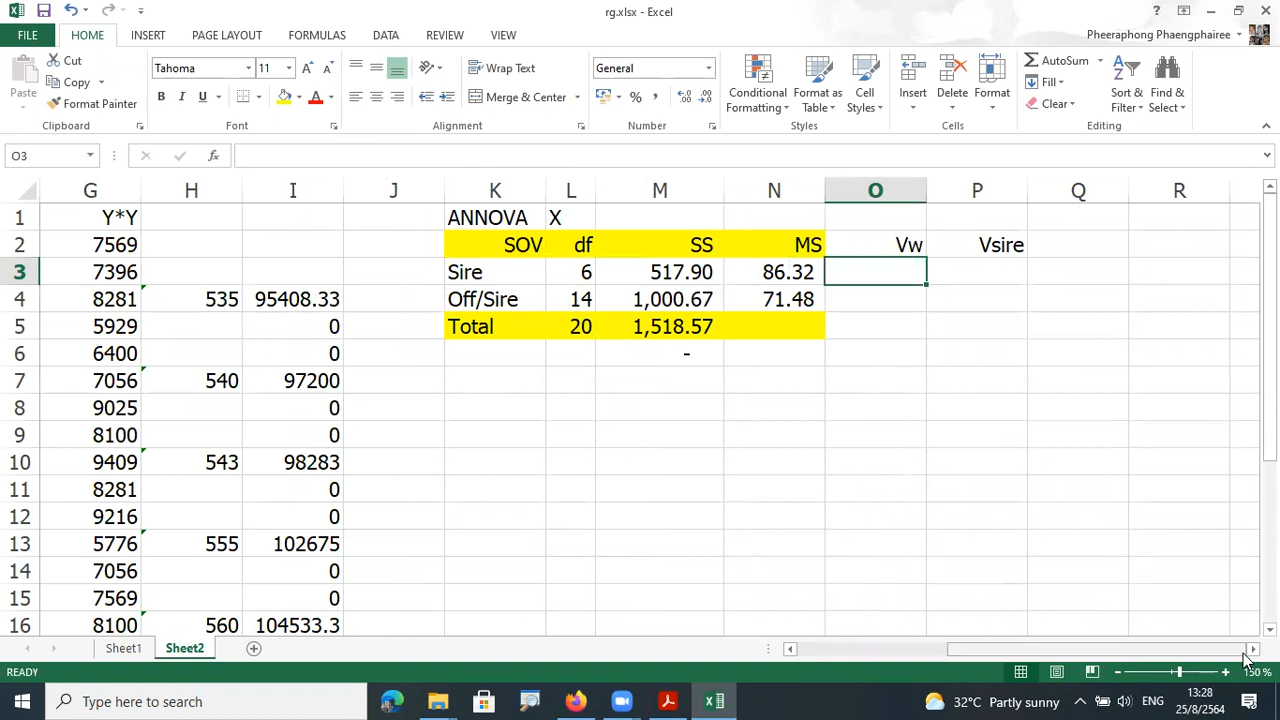 rg.xlsx - Excel
FILE HOME INSERT PAGE LAYOUT FORMULAS DATA REVIEW VIEW Pheeraphong Phaengphairee
Paste Cut Copy Format Painter Clipboard
Tahoma 11 B I U A Font
Wrap Text Merge & Center Alignment
General % Number
Conditional Formatting Format as Table Cell Styles Styles
Insert Delete Format Cells
AutoSum Fill Clear Sort & Filter Find & Select Editing
O3 fx
G H I J K L M N O P Q R
1 Y*Y ANNOVA X
2 7569 SOV df SS MS Vw Vsire
3 7396 Sire 6 517.90 86.32
4 8281 535 95408.33 Off/Sire 14 1,000.67 71.48
5 5929 0 Total 20 1,518.57
6 6400 0 -
7 7056 540 97200
8 9025 0
9 8100 0
10 9409 543 98283
11 8281 0
12 9216 0
13 5776 555 102675
14 7056 0
15 7569 0
16 8100 560 104533.3
Sheet1 Sheet2
READY 150 %
Type here to search 32°C Partly sunny ENG 13:28
25/8/2564